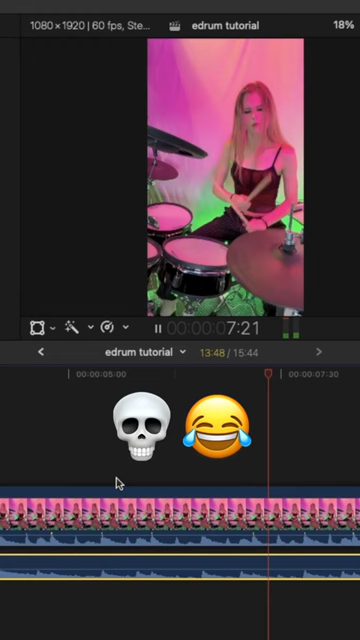 1080×1920 | 60 fps, Ste... edrum tutorial 18%
00:00:07:21
edrum tutorial 13:48 / 15:44
00:00:05:00 00:00:07:30